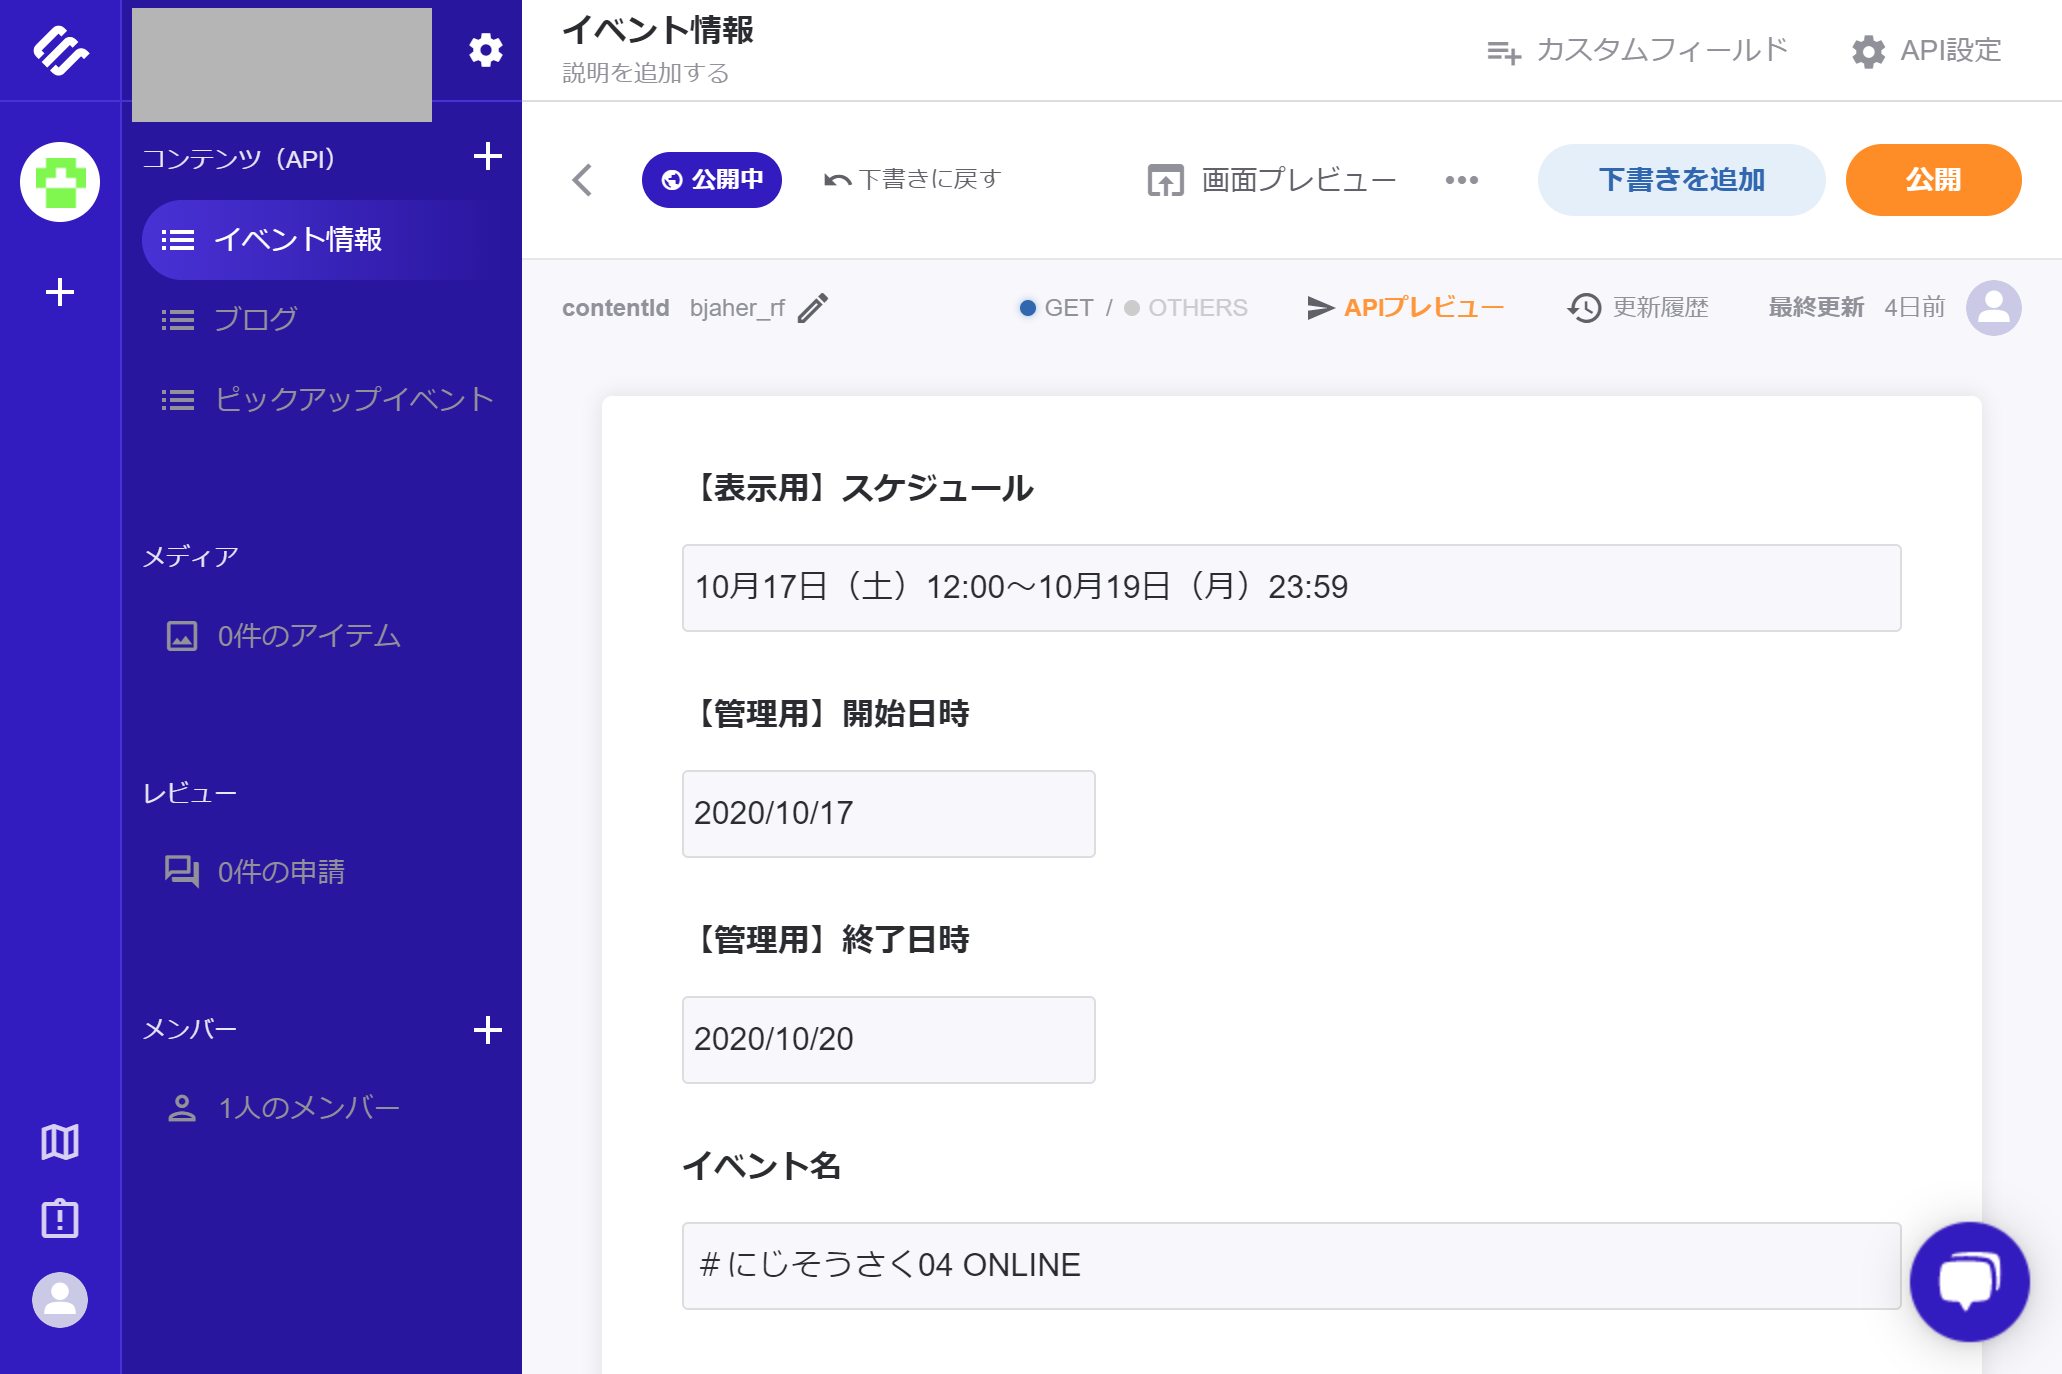 コンテンツ（API）
イベント情報
ブログ
ピックアップイベント
メディア
0件のアイテム
レビュー
0件の申請
メンバー
1人のメンバー
イベント情報
説明を追加する
カスタムフィールド
API設定
公開中
下書きに戻す
画面プレビュー
下書きを追加
公開
contentId bjaher_rf
GET / OTHERS
APIプレビュー
更新履歴
最終更新 4日前
【表示用】スケジュール
10月17日（土）12:00〜10月19日（月）23:59
【管理用】開始日時
2020/10/17
【管理用】終了日時
2020/10/20
イベント名
＃にじそうさく04 ONLINE